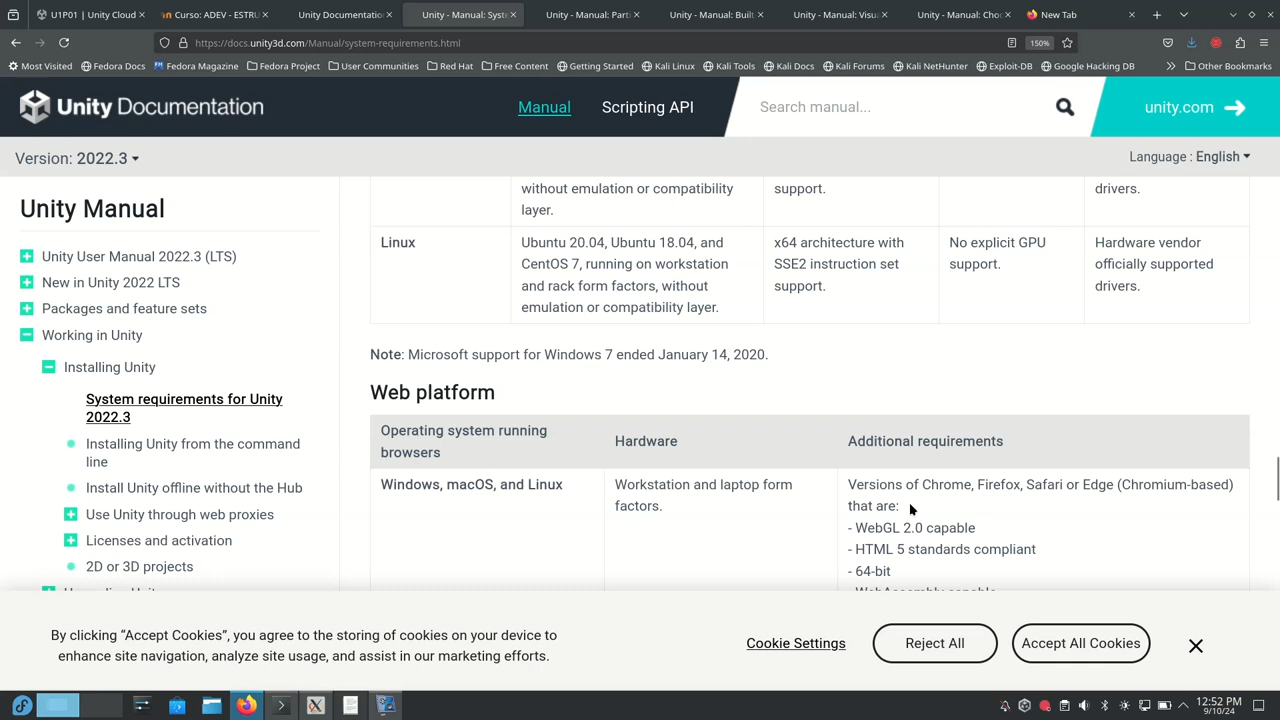 U1P01 | Unity Cloud
Curso: ADEV - ESTRU
Unity Documentation
Unity - Manual: Syste
Unity - Manual: Parti
Unity - Manual: Built
Unity - Manual: Visua
Unity - Manual: Choo
New Tab
https://docs.unity3d.com/Manual/system-requirements.html
150%
Most Visited
Fedora Docs
Fedora Magazine
Fedora Project
User Communities
Red Hat
Free Content
Getting Started
Kali Linux
Kali Tools
Kali Docs
Kali Forums
Kali NetHunter
Exploit-DB
Google Hacking DB
Other Bookmarks
Unity Documentation
Manual
Scripting API
Search manual...
unity.com
Version: 2022.3
Language : English
Unity Manual
Unity User Manual 2022.3 (LTS)
New in Unity 2022 LTS
Packages and feature sets
Working in Unity
Installing Unity
System requirements for Unity
2022.3
Installing Unity from the command
line
Install Unity offline without the Hub
Use Unity through web proxies
Licenses and activation
2D or 3D projects
without emulation or compatibility
layer.
support.
drivers.
Linux
Ubuntu 20.04, Ubuntu 18.04, and
CentOS 7, running on workstation
and rack form factors, without
emulation or compatibility layer.
x64 architecture with
SSE2 instruction set
support.
No explicit GPU
support.
Hardware vendor
officially supported
drivers.
Note: Microsoft support for Windows 7 ended January 14, 2020.
Web platform
Operating system running
browsers
Hardware
Additional requirements
Windows, macOS, and Linux
Workstation and laptop form
factors.
Versions of Chrome, Firefox, Safari or Edge (Chromium-based)
that are:
- WebGL 2.0 capable
- HTML 5 standards compliant
- 64-bit
- WebAssembly capable
By clicking “Accept Cookies”, you agree to the storing of cookies on your device to
enhance site navigation, analyze site usage, and assist in our marketing efforts.
Cookie Settings
Reject All
Accept All Cookies
12:52 PM
9/10/24